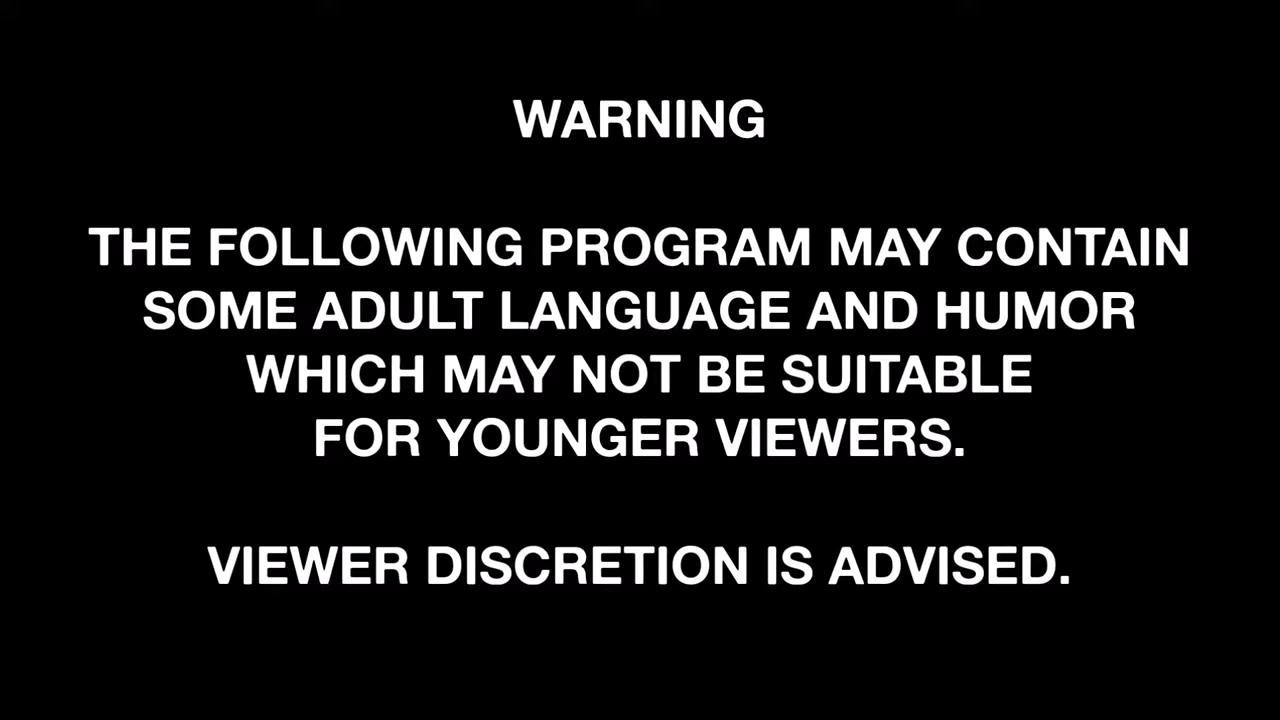 WARNING
THE FOLLOWING PROGRAM MAY CONTAIN
SOME ADULT LANGUAGE AND HUMOR
WHICH MAY NOT BE SUITABLE
FOR YOUNGER VIEWERS.
VIEWER DISCRETION IS ADVISED.